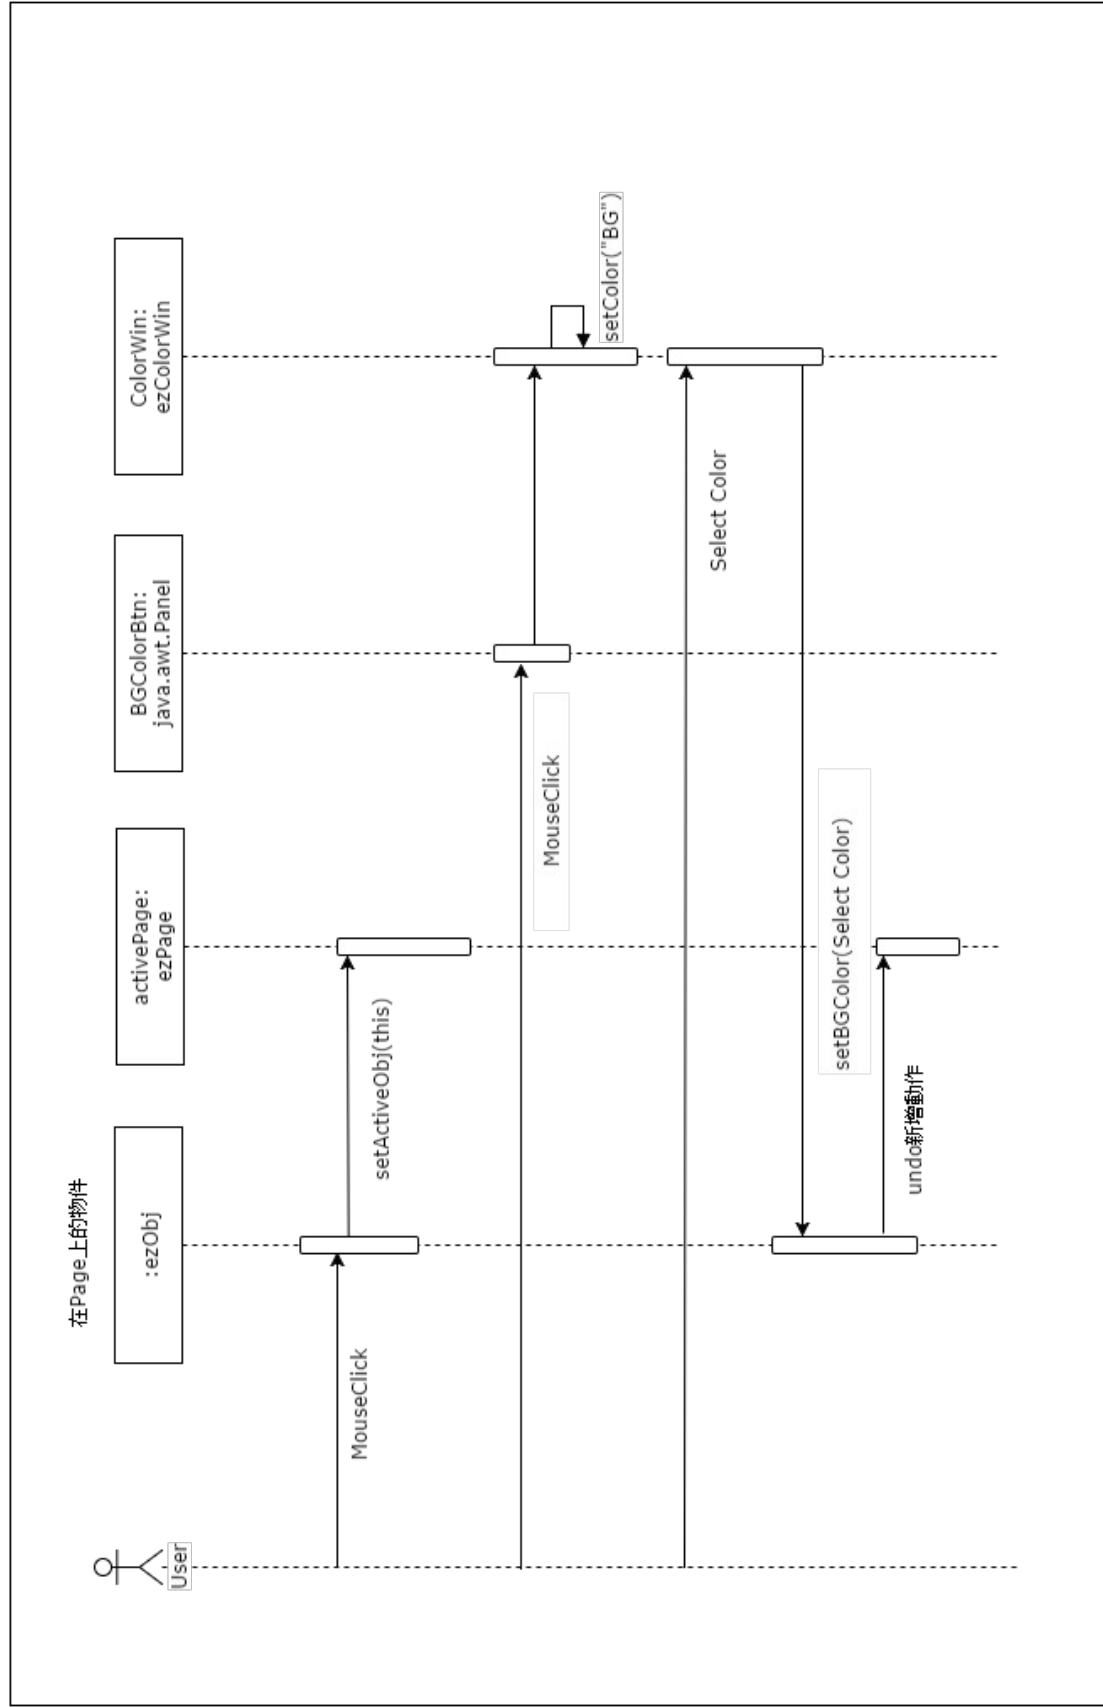 User
在Page上的物件
:ezObj
activePage:
ezPage
BGColorBtn:
java.awt.Panel
ColorWin:
ezColorWin
MouseClick
setActiveObj(this)
MouseClick
setColor("BG")
Select Color
setBGColor(Select Color)
undo新增動作